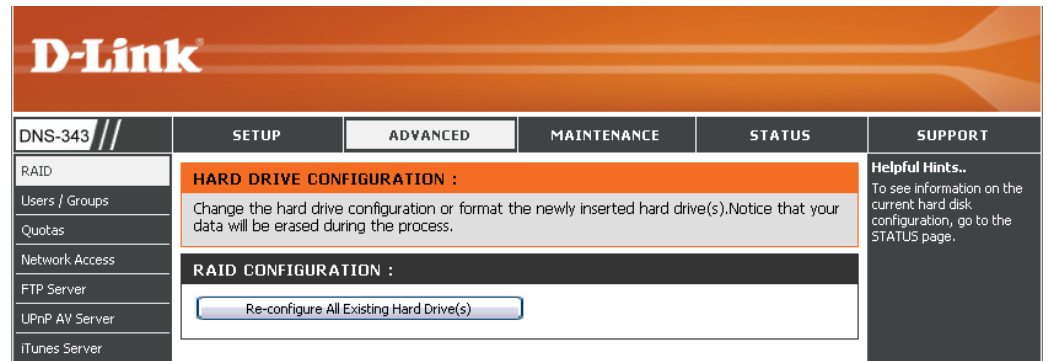 D-Link
DNS-343
SETUP
ADVANCED
MAINTENANCE
STATUS
SUPPORT
RAID
Users / Groups
Quotas
Network Access
FTP Server
UPnP AV Server
iTunes Server
HARD DRIVE CONFIGURATION :
Change the hard drive configuration or format the newly inserted hard drive(s).Notice that your
data will be erased during the process.
RAID CONFIGURATION :
Re-configure All Existing Hard Drive(s)
Helpful Hints..
To see information on the
current hard disk
configuration, go to the
STATUS page.